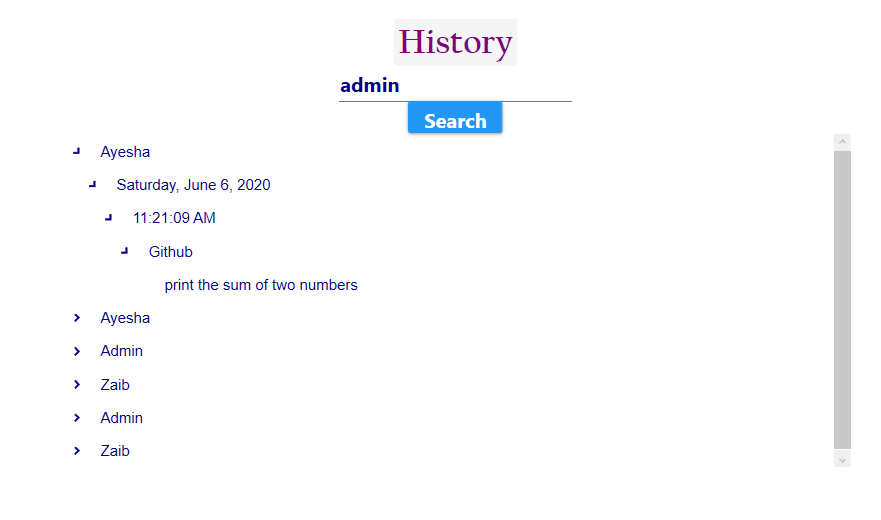 History
admin
Search
Ayesha
Saturday, June 6, 2020
11:21:09 AM
Github
print the sum of two numbers
Ayesha
Admin
Zaib
Admin
Zaib